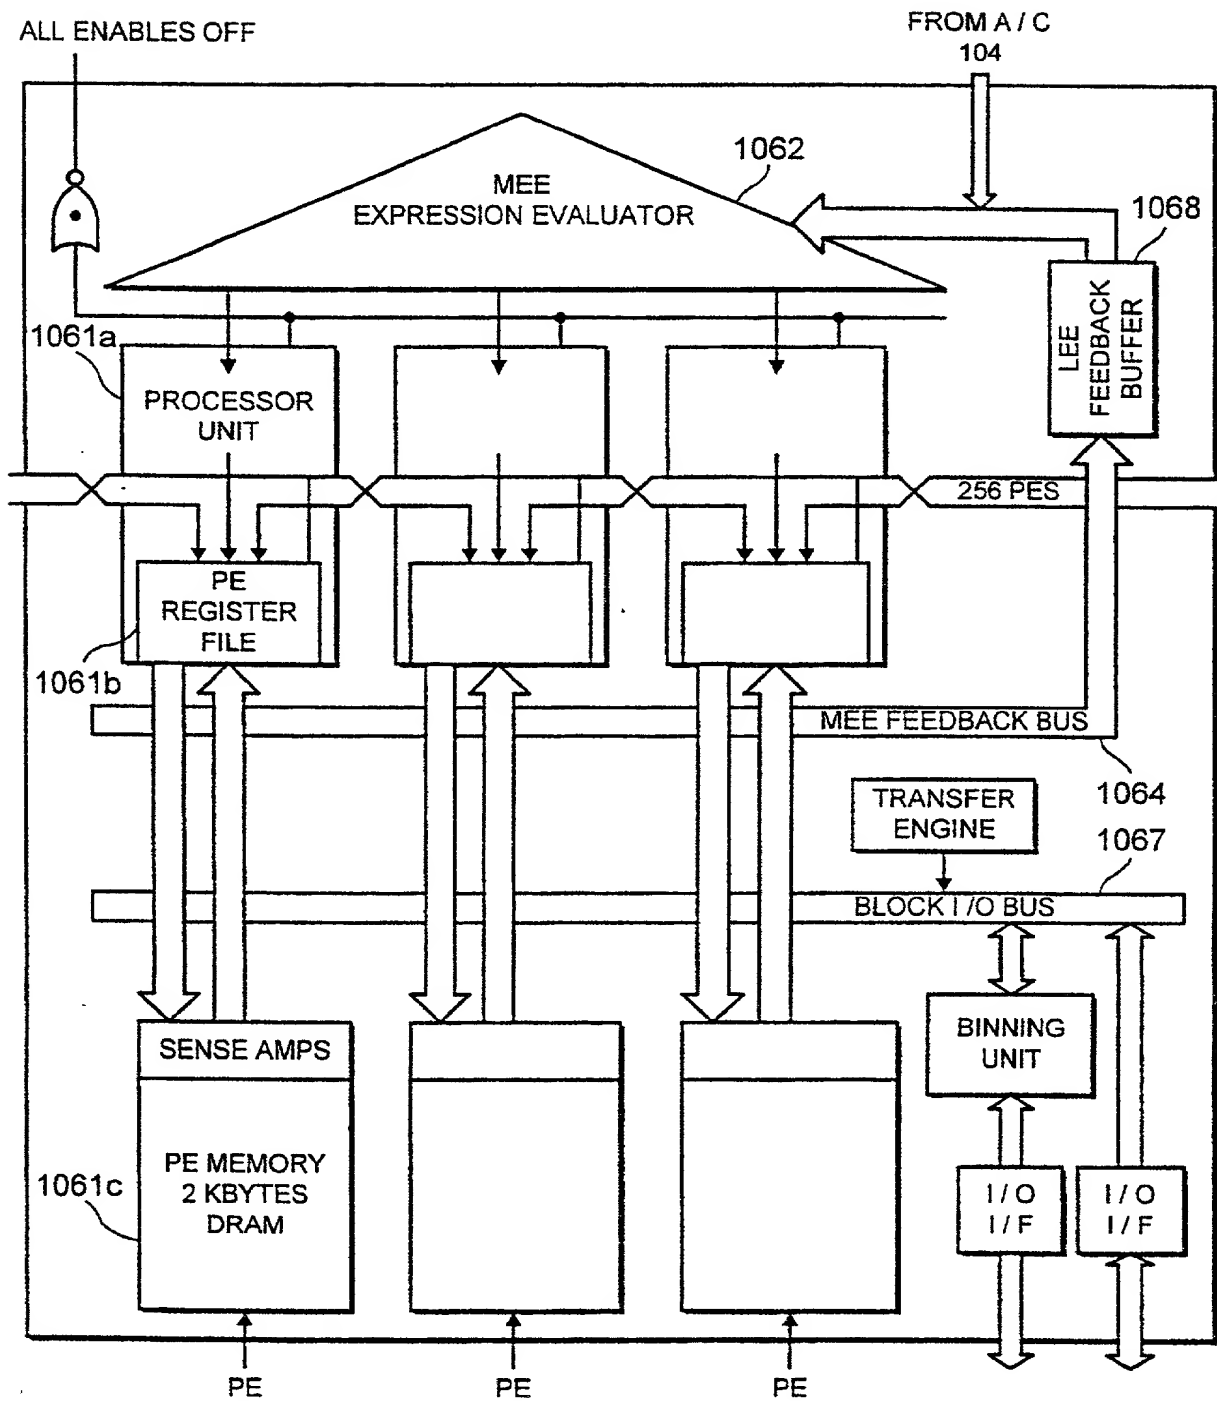 ALL ENABLES OFF
FROM A / C
104
1062
MEE
EXPRESSION EVALUATOR
1068
LEE
FEEDBACK
BUFFER
1061a
PROCESSOR
UNIT
256 PES
PE
REGISTER
FILE
1061b
MEE FEEDBACK BUS
1064
TRANSFER
ENGINE
1067
BLOCK I /O BUS
SENSE AMPS
BINNING
UNIT
PE MEMORY
2 KBYTES
DRAM
1061c
I / O
I / F
I / O
I / F
PE
PE
PE